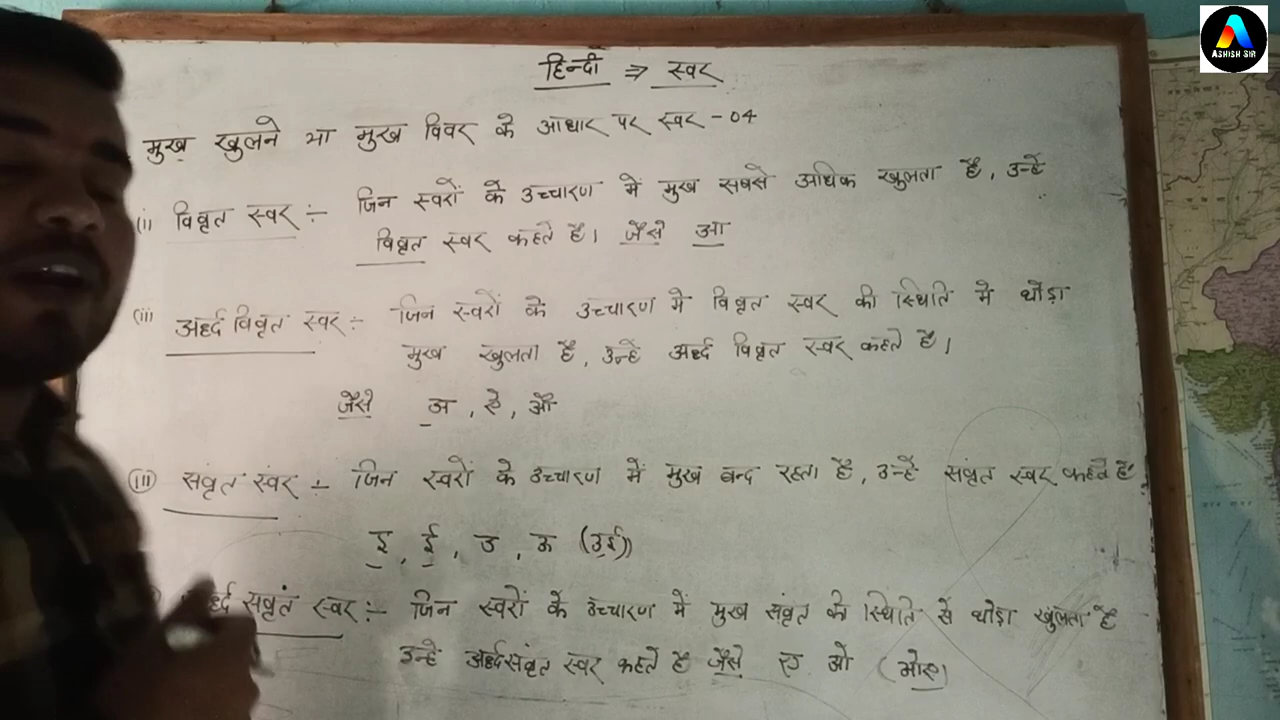 ASHISH SIR
हिन्दी ⇒ स्वर
मुख खुलने या मुख विवर के आधार पर स्वर - 04
(i) विवृत स्वर :- जिन स्वरों के उच्चारण में मुख सबसे अधिक खुलता है, उन्हें
विवृत स्वर कहते है। जैसे आ
(ii) अर्द्ध विवृत स्वर :- जिन स्वरों के उच्चारण में विवृत स्वर की स्थिति में थोड़ा
मुख खुलता है, उन्हें अर्द्ध विवृत स्वर कहते है।
जैसे अ, ऐ, औ
(iii) संवृत स्वर :- जिन स्वरों के उच्चारण में मुख बन्द रहता है, उन्हें संवृत स्वर कहते है
इ, ई, उ, ऊ
संवृत स्वर :- जिन स्वरों के उच्चारण में मुख संवृत की स्थिति से थोड़ा खुलता है
उन्हें अर्द्धसंवृत स्वर कहते है जैसे ए ओ